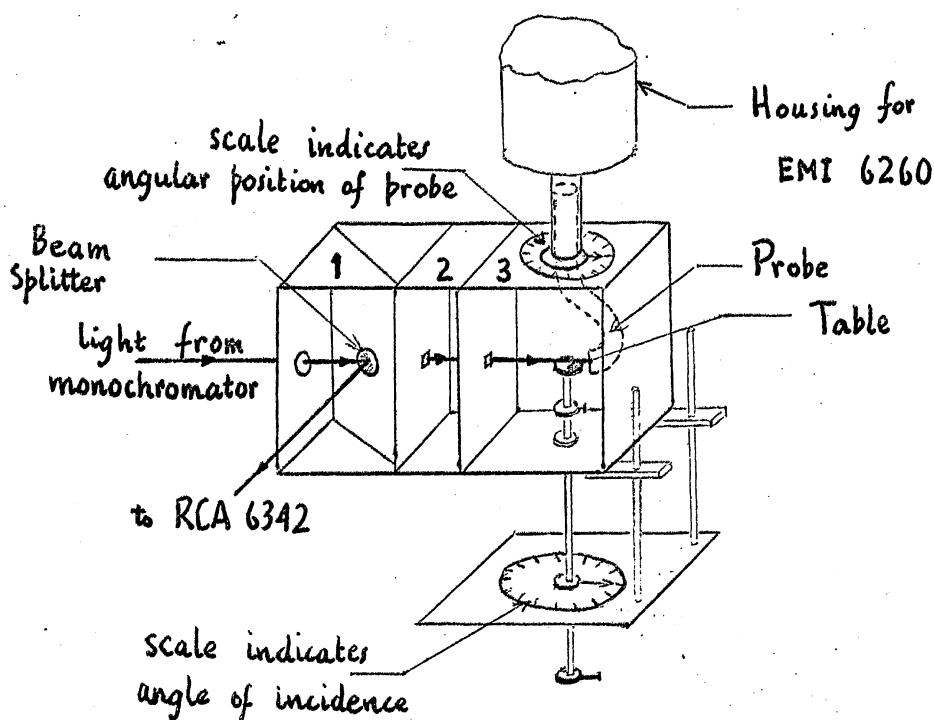 Housing for
EMI 6260
scale indicates
angular position of probe
Beam
Splitter
1
2
3
Probe
Table
light from
monochromator
to RCA 6342
scale indicates
angle of incidence